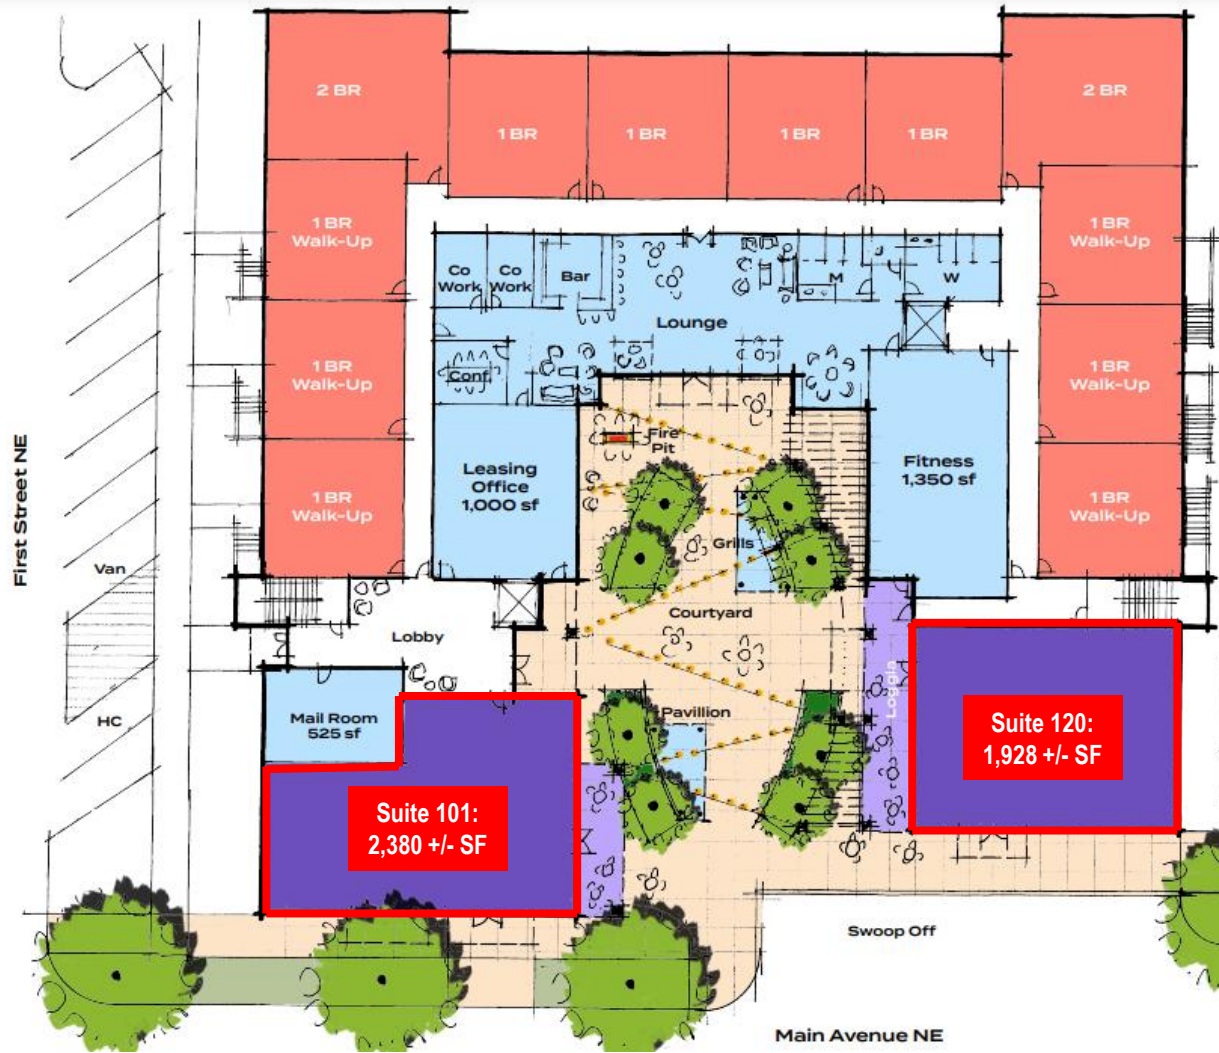 2 BR
2 BR
1 BR
1 BR
1 BR
1 BR
1 BR
Walk-Up
1 BR
Walk-Up
Co
Work
Co
Work
Bar
M
W
Lounge
1 BR
Walk-Up
Conf.
1 BR
Walk-Up
Fire
Pit
First Street NE
Leasing
Office
1,000 sf
Fitness
1,350 sf
1 BR
Walk-Up
1 BR
Walk-Up
Grills
Van
Courtyard
Lobby
Loggia
HC
Mail Room
525 sf
Pavillion
Suite 120:
1,928 +/- SF
Suite 101:
2,380 +/- SF
Swoop Off
Main Avenue NE